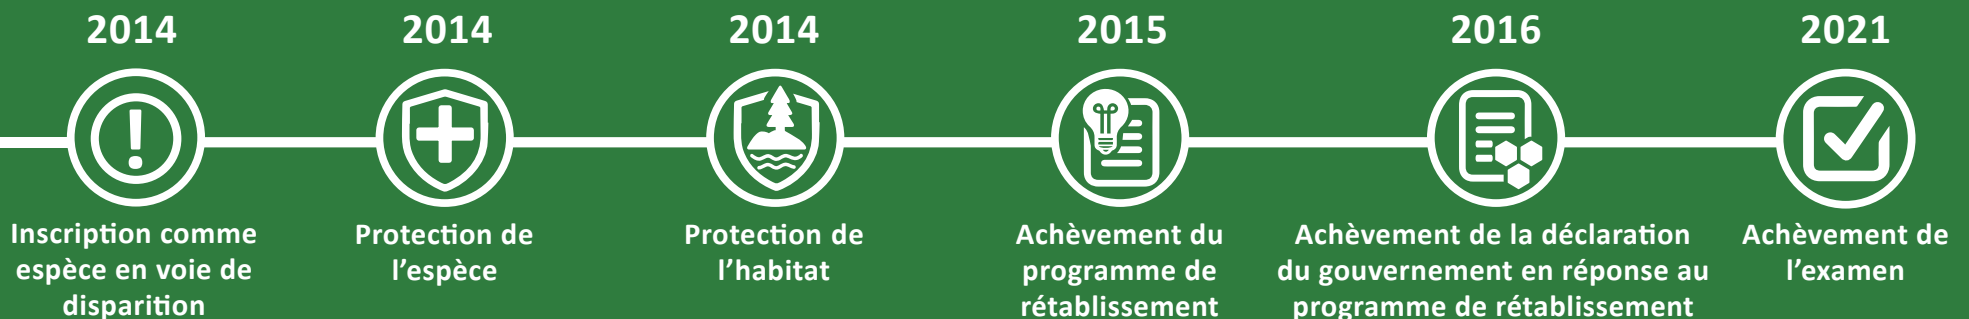 2014
Inscription comme
espèce en voie de
disparition
2014
Protection de
l’espèce
2014
Protection de
l’habitat
2015
Achèvement du
programme de
rétablissement
2016
Achèvement de la déclaration
du gouvernement en réponse au
programme de rétablissement
2021
Achèvement de
l’examen